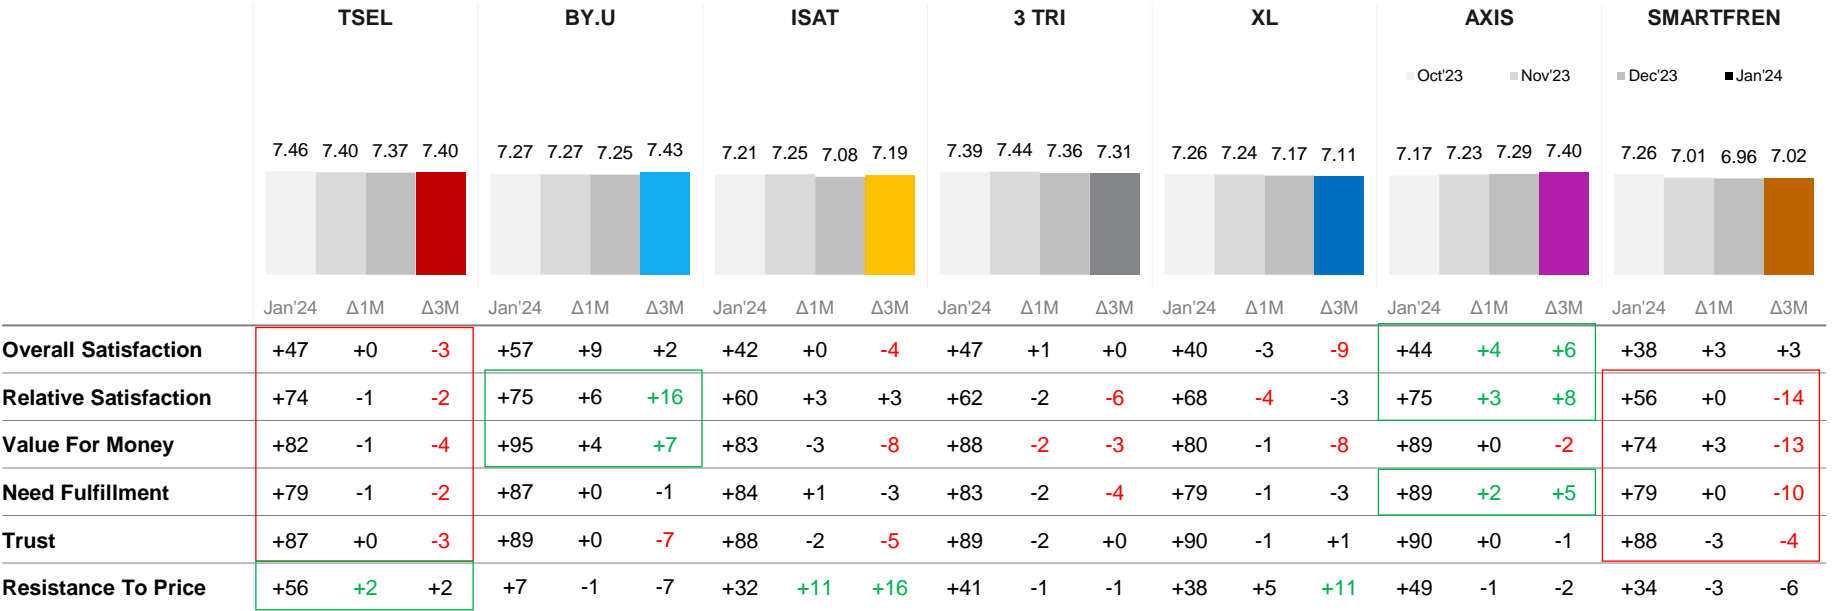 TSEL BY.U ISAT 3 TRI XL AXIS SMARTFREN
Oct'23 Nov'23 Dec'23 Jan'24
7.46 7.40 7.37 7.40 7.27 7.27 7.25 7.43 7.21 7.25 7.08 7.19 7.39 7.44 7.36 7.31 7.26 7.24 7.17 7.11 7.17 7.23 7.29 7.40 7.26 7.01 6.96 7.02
Jan'24 Δ1M Δ3M Jan'24 Δ1M Δ3M Jan'24 Δ1M Δ3M Jan'24 Δ1M Δ3M Jan'24 Δ1M Δ3M Jan'24 Δ1M Δ3M Jan'24 Δ1M Δ3M
Overall Satisfaction +47 +0 -3 +57 +9 +2 +42 +0 -4 +47 +1 +0 +40 -3 -9 +44 +4 +6 +38 +3 +3
Relative Satisfaction +74 -1 -2 +75 +6 +16 +60 +3 +3 +62 -2 -6 +68 -4 -3 +75 +3 +8 +56 +0 -14
Value For Money +82 -1 -4 +95 +4 +7 +83 -3 -8 +88 -2 -3 +80 -1 -8 +89 +0 -2 +74 +3 -13
Need Fulfillment +79 -1 -2 +87 +0 -1 +84 +1 -3 +83 -2 -4 +79 -1 -3 +89 +2 +5 +79 +0 -10
Trust +87 +0 -3 +89 +0 -7 +88 -2 -5 +89 -2 +0 +90 -1 +1 +90 +0 -1 +88 -3 -4
Resistance To Price +56 +2 +2 +7 -1 -7 +32 +11 +16 +41 -1 -1 +38 +5 +11 +49 -1 -2 +34 -3 -6